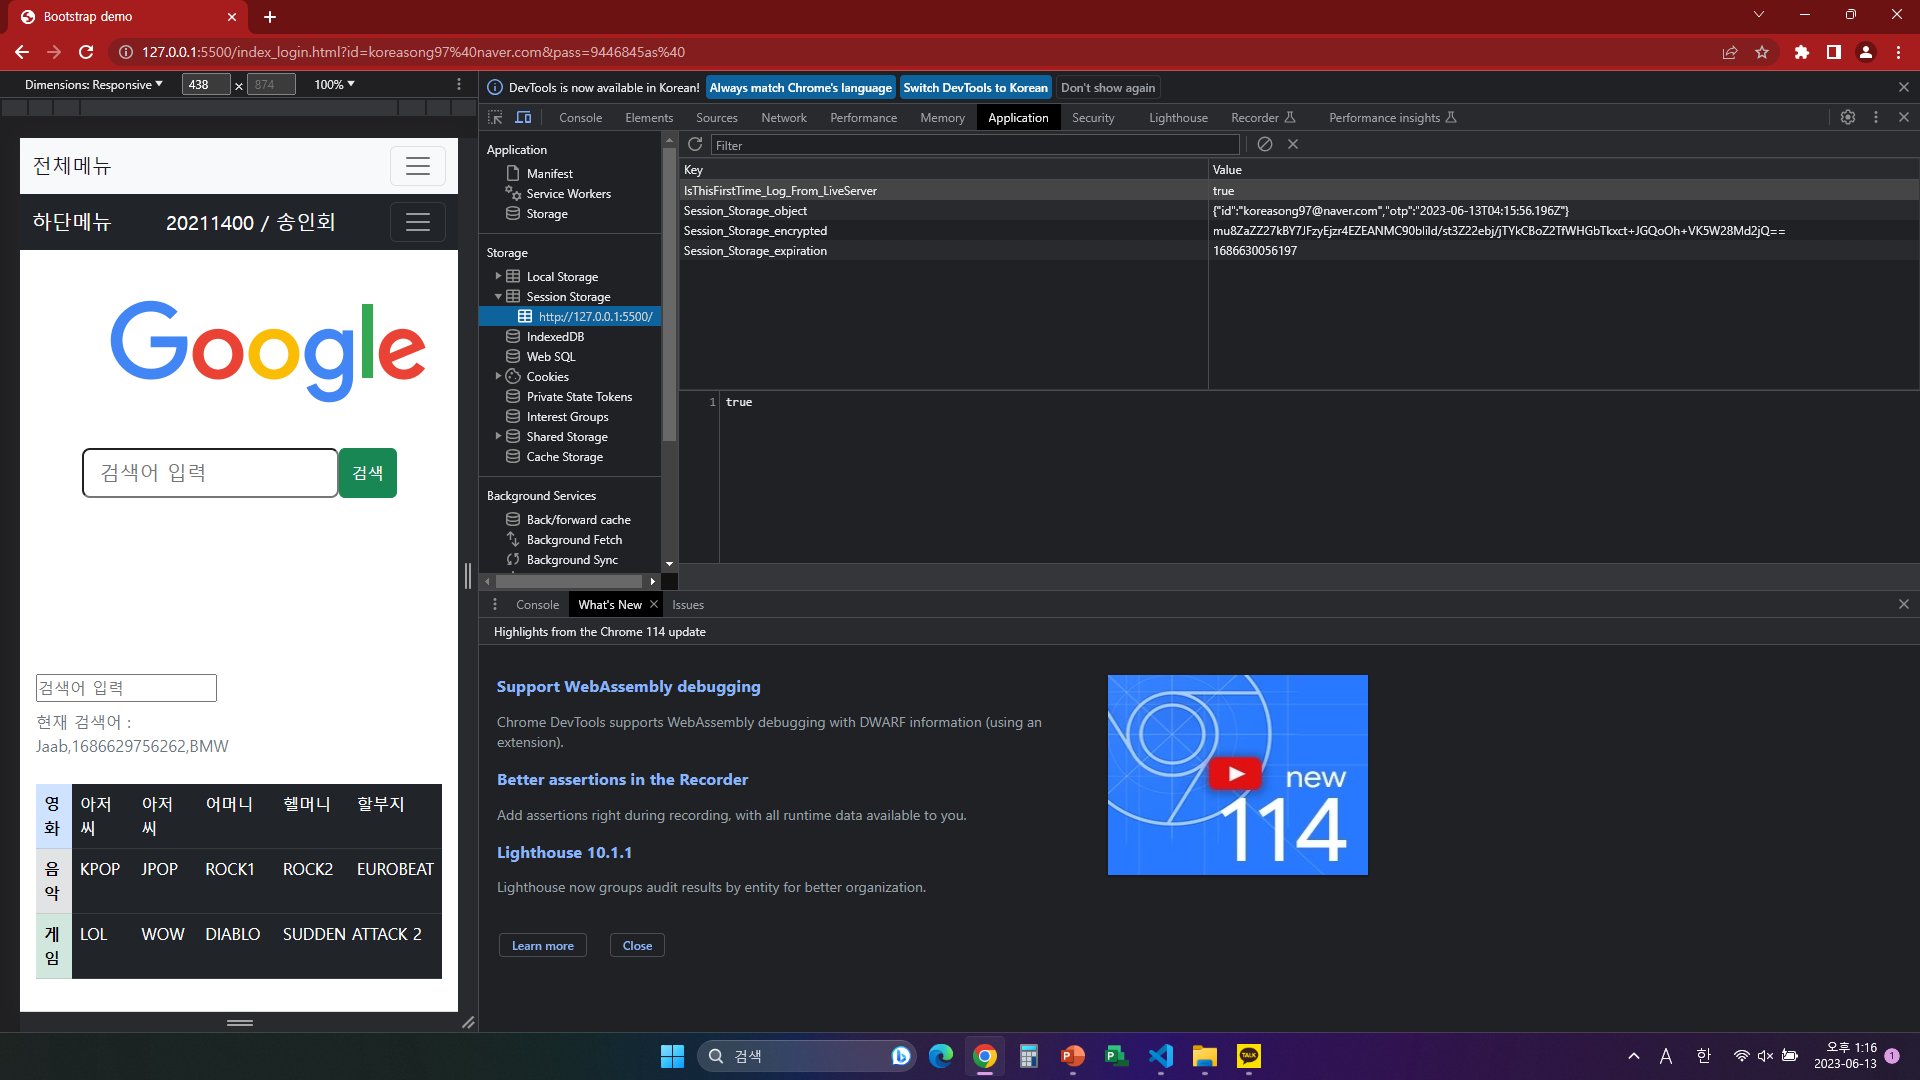 Bootstrap demo
127.0.0.1:5500/index_login.html?id=koreasong97%40naver.com&pass=9446845as%40
Dimensions: Responsive 438 × 874 100%
DevTools is now available in Korean! Always match Chrome's language Switch DevTools to Korean Don't show again
Console Elements Sources Network Performance Memory Application Security Lighthouse Recorder Performance insights
전체메뉴
하단메뉴 20211400 / 송인회
Google
검색어 입력 검색
검색어 입력
현재 검색어 :
Jaab,1686629756262,BMW
영화 아저씨 아저씨 어머니 헬머니 할부지
음악 KPOP JPOP ROCK1 ROCK2 EUROBEAT
게임 LOL WOW DIABLO SUDDEN ATTACK 2
Application
Manifest
Service Workers
Storage
Storage
Local Storage
Session Storage
http://127.0.0.1:5500/
IndexedDB
Web SQL
Cookies
Private State Tokens
Interest Groups
Shared Storage
Cache Storage
Background Services
Back/forward cache
Background Fetch
Background Sync
Filter
Key Value
IsThisFirstTime_Log_From_LiveServer true
Session_Storage_object {"id":"koreasong97@naver.com","otp":"2023-06-13T04:15:56.196Z"}
Session_Storage_encrypted mu8ZaZZ27kBY7JFzyEjzr4EZEANMC90bliId/st3Z22ebj/jTYkCBoZ2TfWHGbTkxct+JGQoOh+VK5W28Md2jQ==
Session_Storage_expiration 1686630056197
1 true
Console What's New Issues
Highlights from the Chrome 114 update
Support WebAssembly debugging
Chrome DevTools supports WebAssembly debugging with DWARF information (using an
extension).
Better assertions in the Recorder
Add assertions right during recording, with all runtime data available to you.
Lighthouse 10.1.1
Lighthouse now groups audit results by entity for better organization.
Learn more Close
new
114
검색
TALK
A 한 오후 1:16
2023-06-13
1